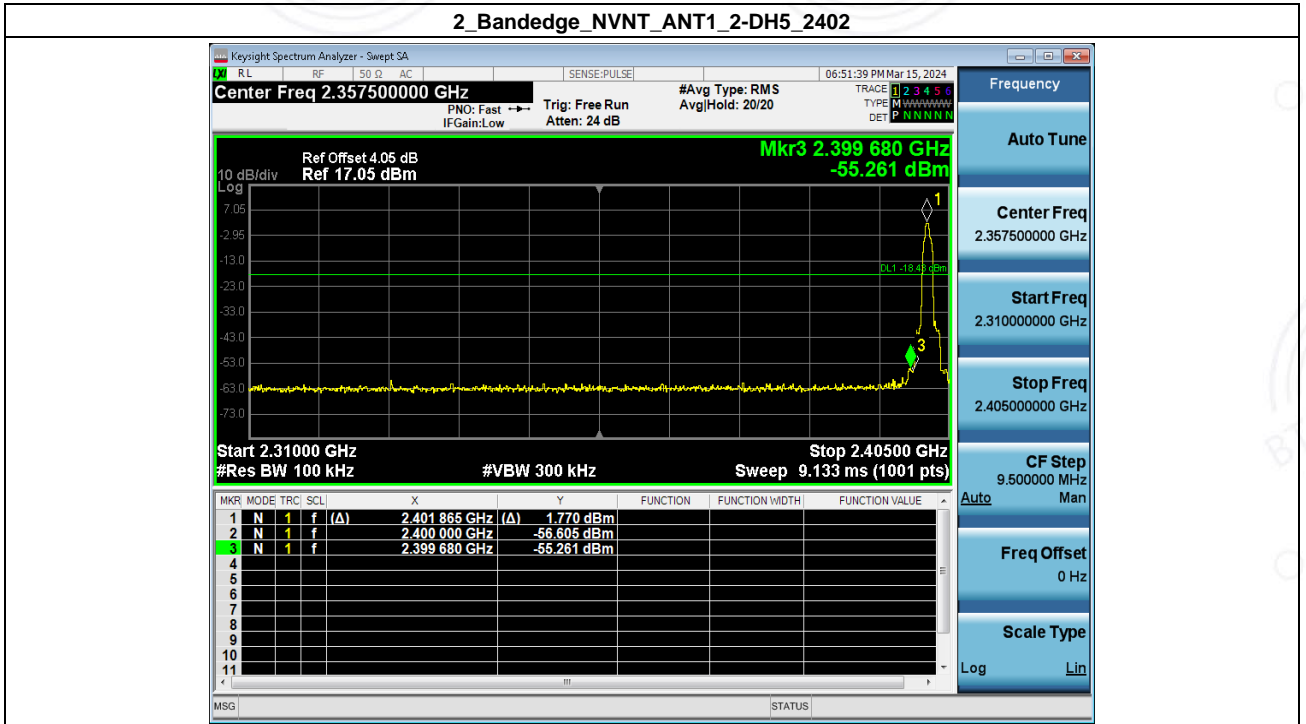 2_Bandedge_NVNT_ANT1_2-DH5_2402
Keysight Spectrum Analyzer - Swept SA
LXI RL RF 50 Ω AC SENSE:PULSE 06:51:39 PM Mar 15, 2024
Center Freq 2.357500000 GHz #Avg Type: RMS TRACE 1 2 3 4 5 6
PNO: Fast Trig: Free Run Avg|Hold: 20/20 TYPE M WWWWW
IFGain:Low Atten: 24 dB DET P N N N N N
Mkr3 2.399 680 GHz
-55.261 dBm
Ref Offset 4.05 dB
10 dB/div Ref 17.05 dBm
Log
7.05
-2.95
-13.0
-23.0
-33.0
-43.0
-53.0
-63.0
-73.0
1
DL1 -18.43 dBm
3
Start 2.31000 GHz Stop 2.40500 GHz
#Res BW 100 kHz #VBW 300 kHz Sweep 9.133 ms (1001 pts)
MKR MODE TRC SCL X Y FUNCTION FUNCTION WIDTH FUNCTION VALUE
1 N 1 f (Δ) 2.401 865 GHz (Δ) 1.770 dBm
2 N 1 f 2.400 000 GHz -56.605 dBm
3 N 1 f 2.399 680 GHz -55.261 dBm
4
5
6
7
8
9
10
11
MSG STATUS
Frequency
Auto Tune
Center Freq
2.357500000 GHz
Start Freq
2.310000000 GHz
Stop Freq
2.405000000 GHz
CF Step
9.500000 MHz
Auto Man
Freq Offset
0 Hz
Scale Type
Log Lin